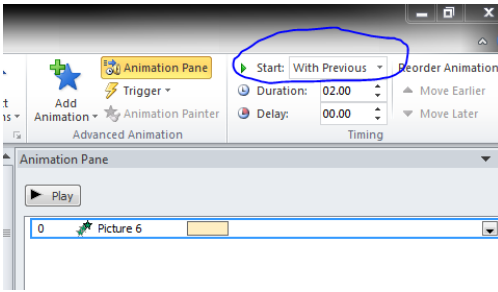 Animation Pane
Start: With Previous
Reorder Animation
Trigger
Duration: 02.00
Move Earlier
Add
Animation
Animation Painter
Delay: 00.00
Move Later
Advanced Animation
Timing
Animation Pane
Play
0 Picture 6